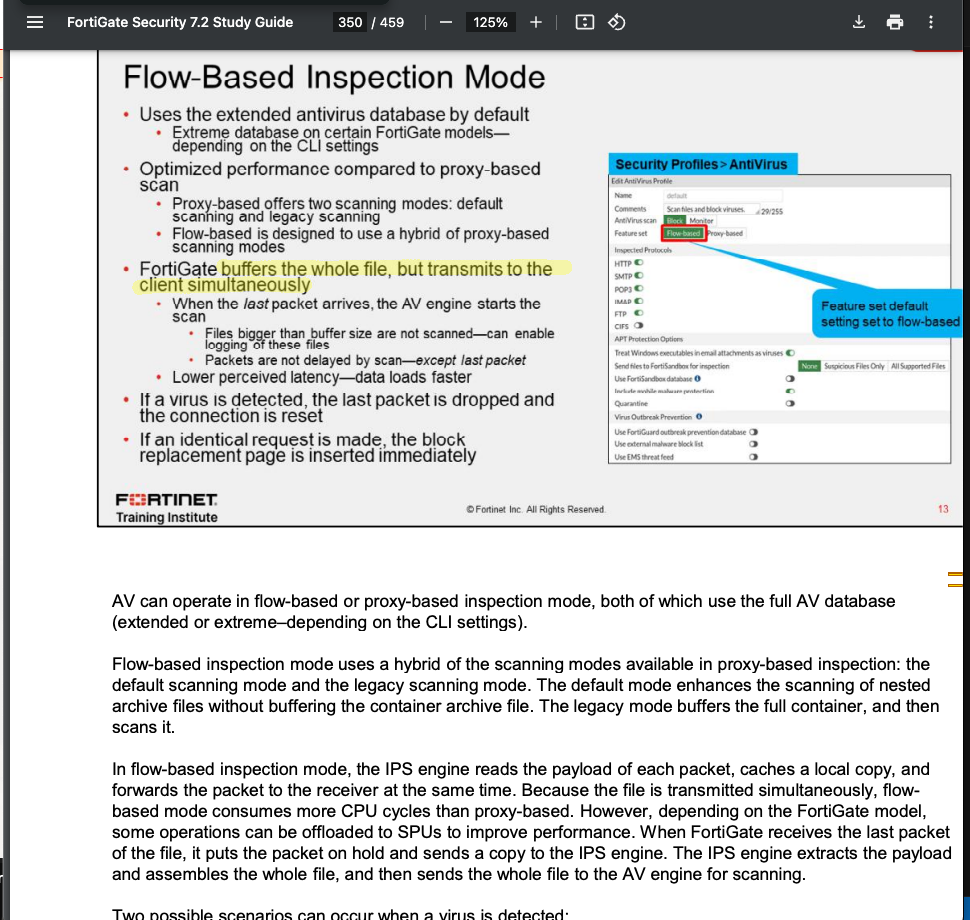 FortiGate Security 7.2 Study Guide
350 / 459
125%
Flow-Based Inspection Mode
• Uses the extended antivirus database by default
• Extreme database on certain FortiGate models—
depending on the CLI settings
• Optimized performance compared to proxy-based
scan
• Proxy-based offers two scanning modes: default
scanning and legacy scanning
• Flow-based is designed to use a hybrid of proxy-based
scanning modes
• FortiGate buffers the whole file, but transmits to the
client simultaneously
• When the last packet arrives, the AV engine starts the
scan
• Files bigger than buffer size are not scanned—can enable
logging of these files
• Packets are not delayed by scan—except last packet
• Lower perceived latency—data loads faster
• If a virus is detected, the last packet is dropped and
the connection is reset
• If an identical request is made, the block
replacement page is inserted immediately
Security Profiles > AntiVirus
Edit AntiVirus Profile
Name default
Comments Scan files and block viruses. 29/255
AntiVirus scan Block Monitor
Feature set Flow-based Proxy-based
Inspected Protocols
HTTP
SMTP
POP3
IMAP
FTP
CIFS
Feature set default
setting set to flow-based
APT Protection Options
Treat Windows executables in email attachments as viruses
Send files to FortiSandbox for inspection None Suspicious Files Only All Supported Files
Use FortiSandbox database
Include mobile malware protection
Quarantine
Virus Outbreak Prevention
Use FortiGuard outbreak prevention database
Use external malware block list
Use EMS threat feed
FORTINET
Training Institute
© Fortinet Inc. All Rights Reserved.
13
AV can operate in flow-based or proxy-based inspection mode, both of which use the full AV database
(extended or extreme–depending on the CLI settings).
Flow-based inspection mode uses a hybrid of the scanning modes available in proxy-based inspection: the
default scanning mode and the legacy scanning mode. The default mode enhances the scanning of nested
archive files without buffering the container archive file. The legacy mode buffers the full container, and then
scans it.
In flow-based inspection mode, the IPS engine reads the payload of each packet, caches a local copy, and
forwards the packet to the receiver at the same time. Because the file is transmitted simultaneously, flow-
based mode consumes more CPU cycles than proxy-based. However, depending on the FortiGate model,
some operations can be offloaded to SPUs to improve performance. When FortiGate receives the last packet
of the file, it puts the packet on hold and sends a copy to the IPS engine. The IPS engine extracts the payload
and assembles the whole file, and then sends the whole file to the AV engine for scanning.
Two possible scenarios can occur when a virus is detected: